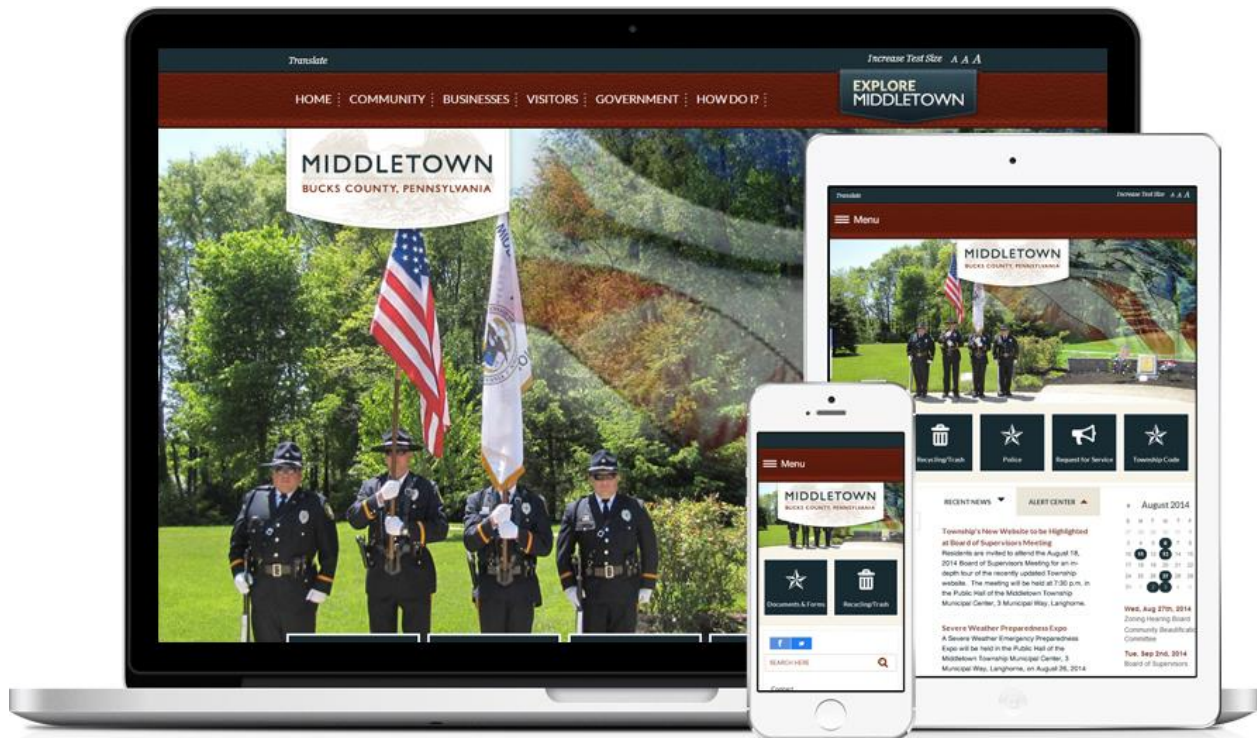 Translate
Increase Text Size A A A
HOME COMMUNITY BUSINESSES VISITORS GOVERNMENT HOW DO I?
EXPLORE
MIDDLETOWN
MIDDLETOWN
BUCKS COUNTY, PENNSYLVANIA
Translate
Increase Text Size A A A
Menu
MIDDLETOWN
BUCKS COUNTY, PENNSYLVANIA
Recycling/Trash
Police
Request for Service
Township Code
RECENT NEWS
ALERT CENTER
Township's New Website to be Highlighted
at Board of Supervisors Meeting
Residents are invited to attend the August 18,
2014 Board of Supervisors Meeting for an in-
depth tour of the recently updated Township
website. The meeting will be held at 7:30 p.m. in
the Public Hall of the Middletown Township
Municipal Center, 3 Municipal Way, Langhorne.
Severe Weather Preparedness Expo
A Severe Weather Emergency Preparedness
Expo will be held in the Public Hall of the
Middletown Township Municipal Center, 3
Municipal Way, Langhorne, on August 26, 2014
August 2014
Wed, Aug 27th, 2014
Zoning Hearing Board
Community Beautificatio
Committee
Tue, Sep 2nd, 2014
Board of Supervisors
Menu
MIDDLETOWN
BUCKS COUNTY, PENNSYLVANIA
Documents & Forms
Recycling/Trash
SEARCH HERE
Contact